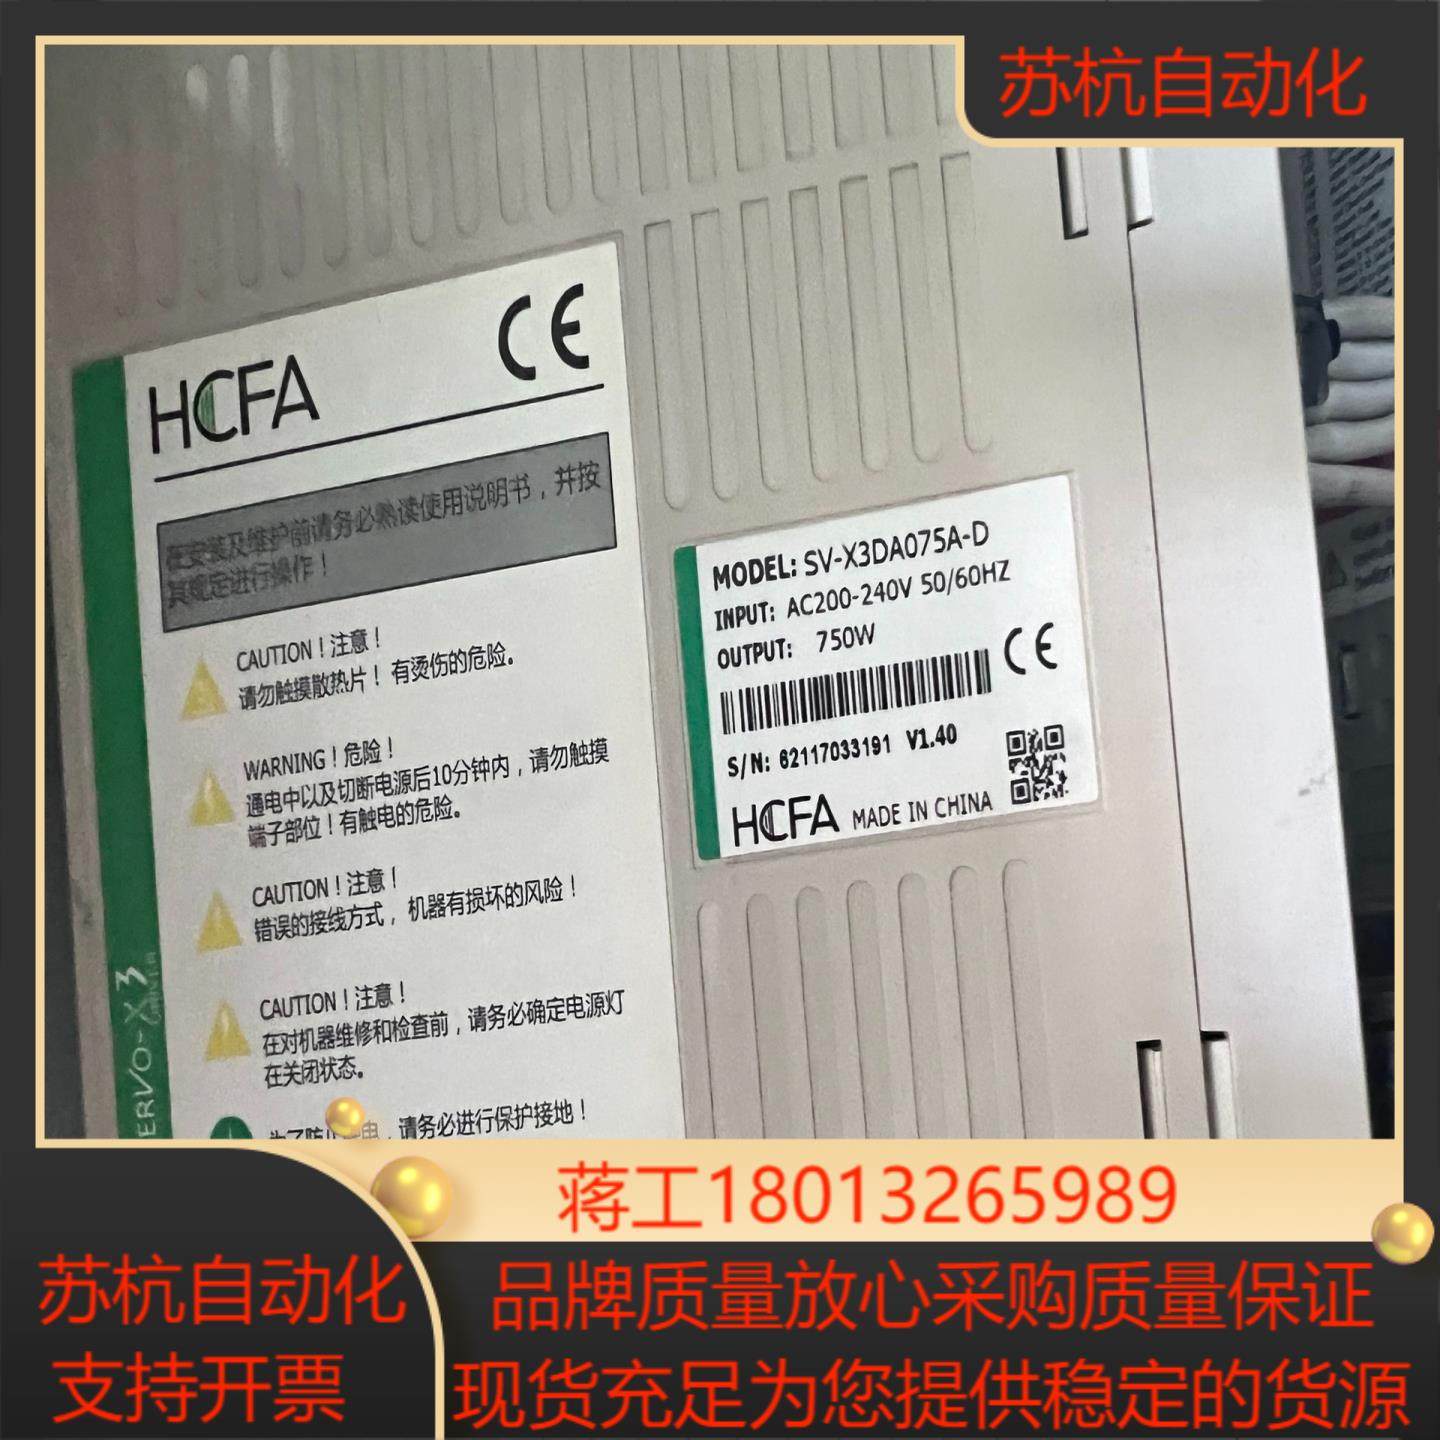 苏杭自动化
HCFA
CE
在安装及维护前请务必熟读使用说明书，并按
其规定进行操作！
CAUTION！注意！
请勿触摸散热片！有烫伤的危险。
WARNING！危险！
通电中以及切断电源后10分钟内，请勿触摸
端子部位！有触电的危险。
CAUTION！注意！
错误的接线方式，机器有损坏的风险！
CAUTION！注意！
在对机器维修和检查前，请务必确定电源灯
在关闭状态。
请务必进行保护接地！
ERVO-X3
MODEL: SV-X3DA075A-D
INPUT: AC200-240V 50/60HZ
OUTPUT: 750W
CE
S/N: 62117033191 V1.40
HCFA MADE IN CHINA
蒋工18013265989
苏杭自动化
支持开票
品牌质量放心采购质量保证
现货充足为您提供稳定的货源